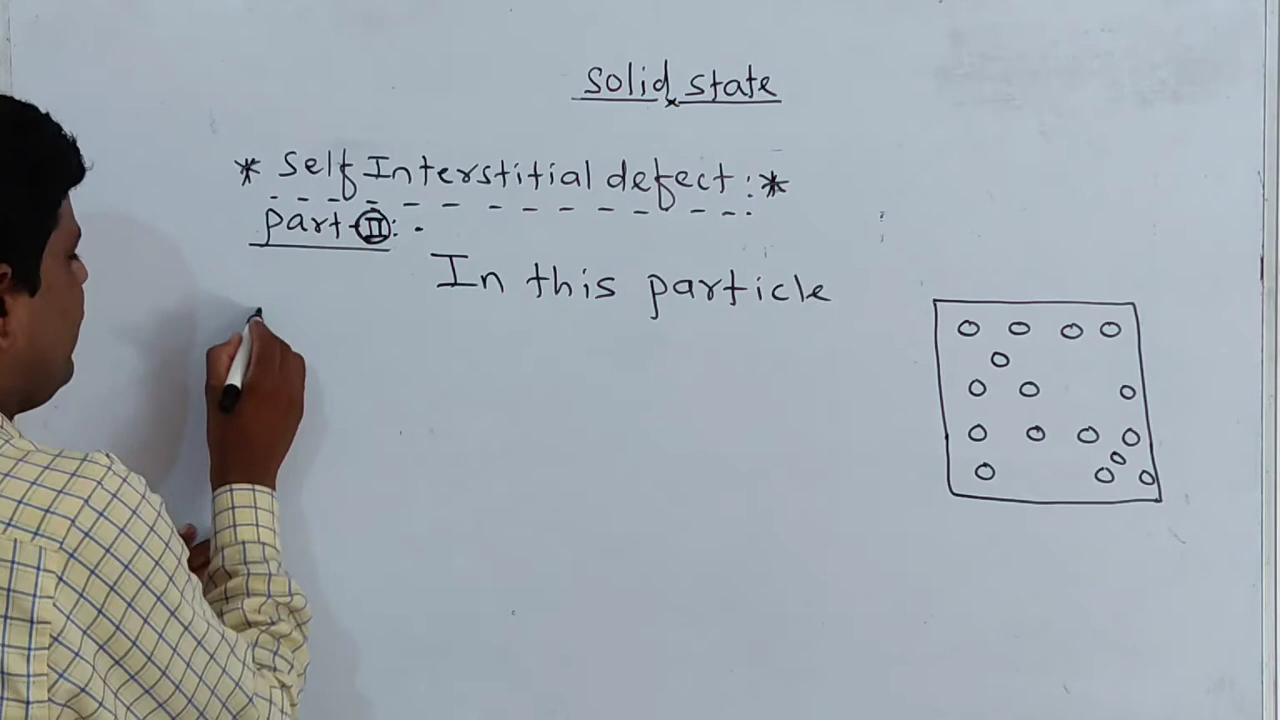 solid state
* Self Interstitial defect :*
part-II : -
In this particle